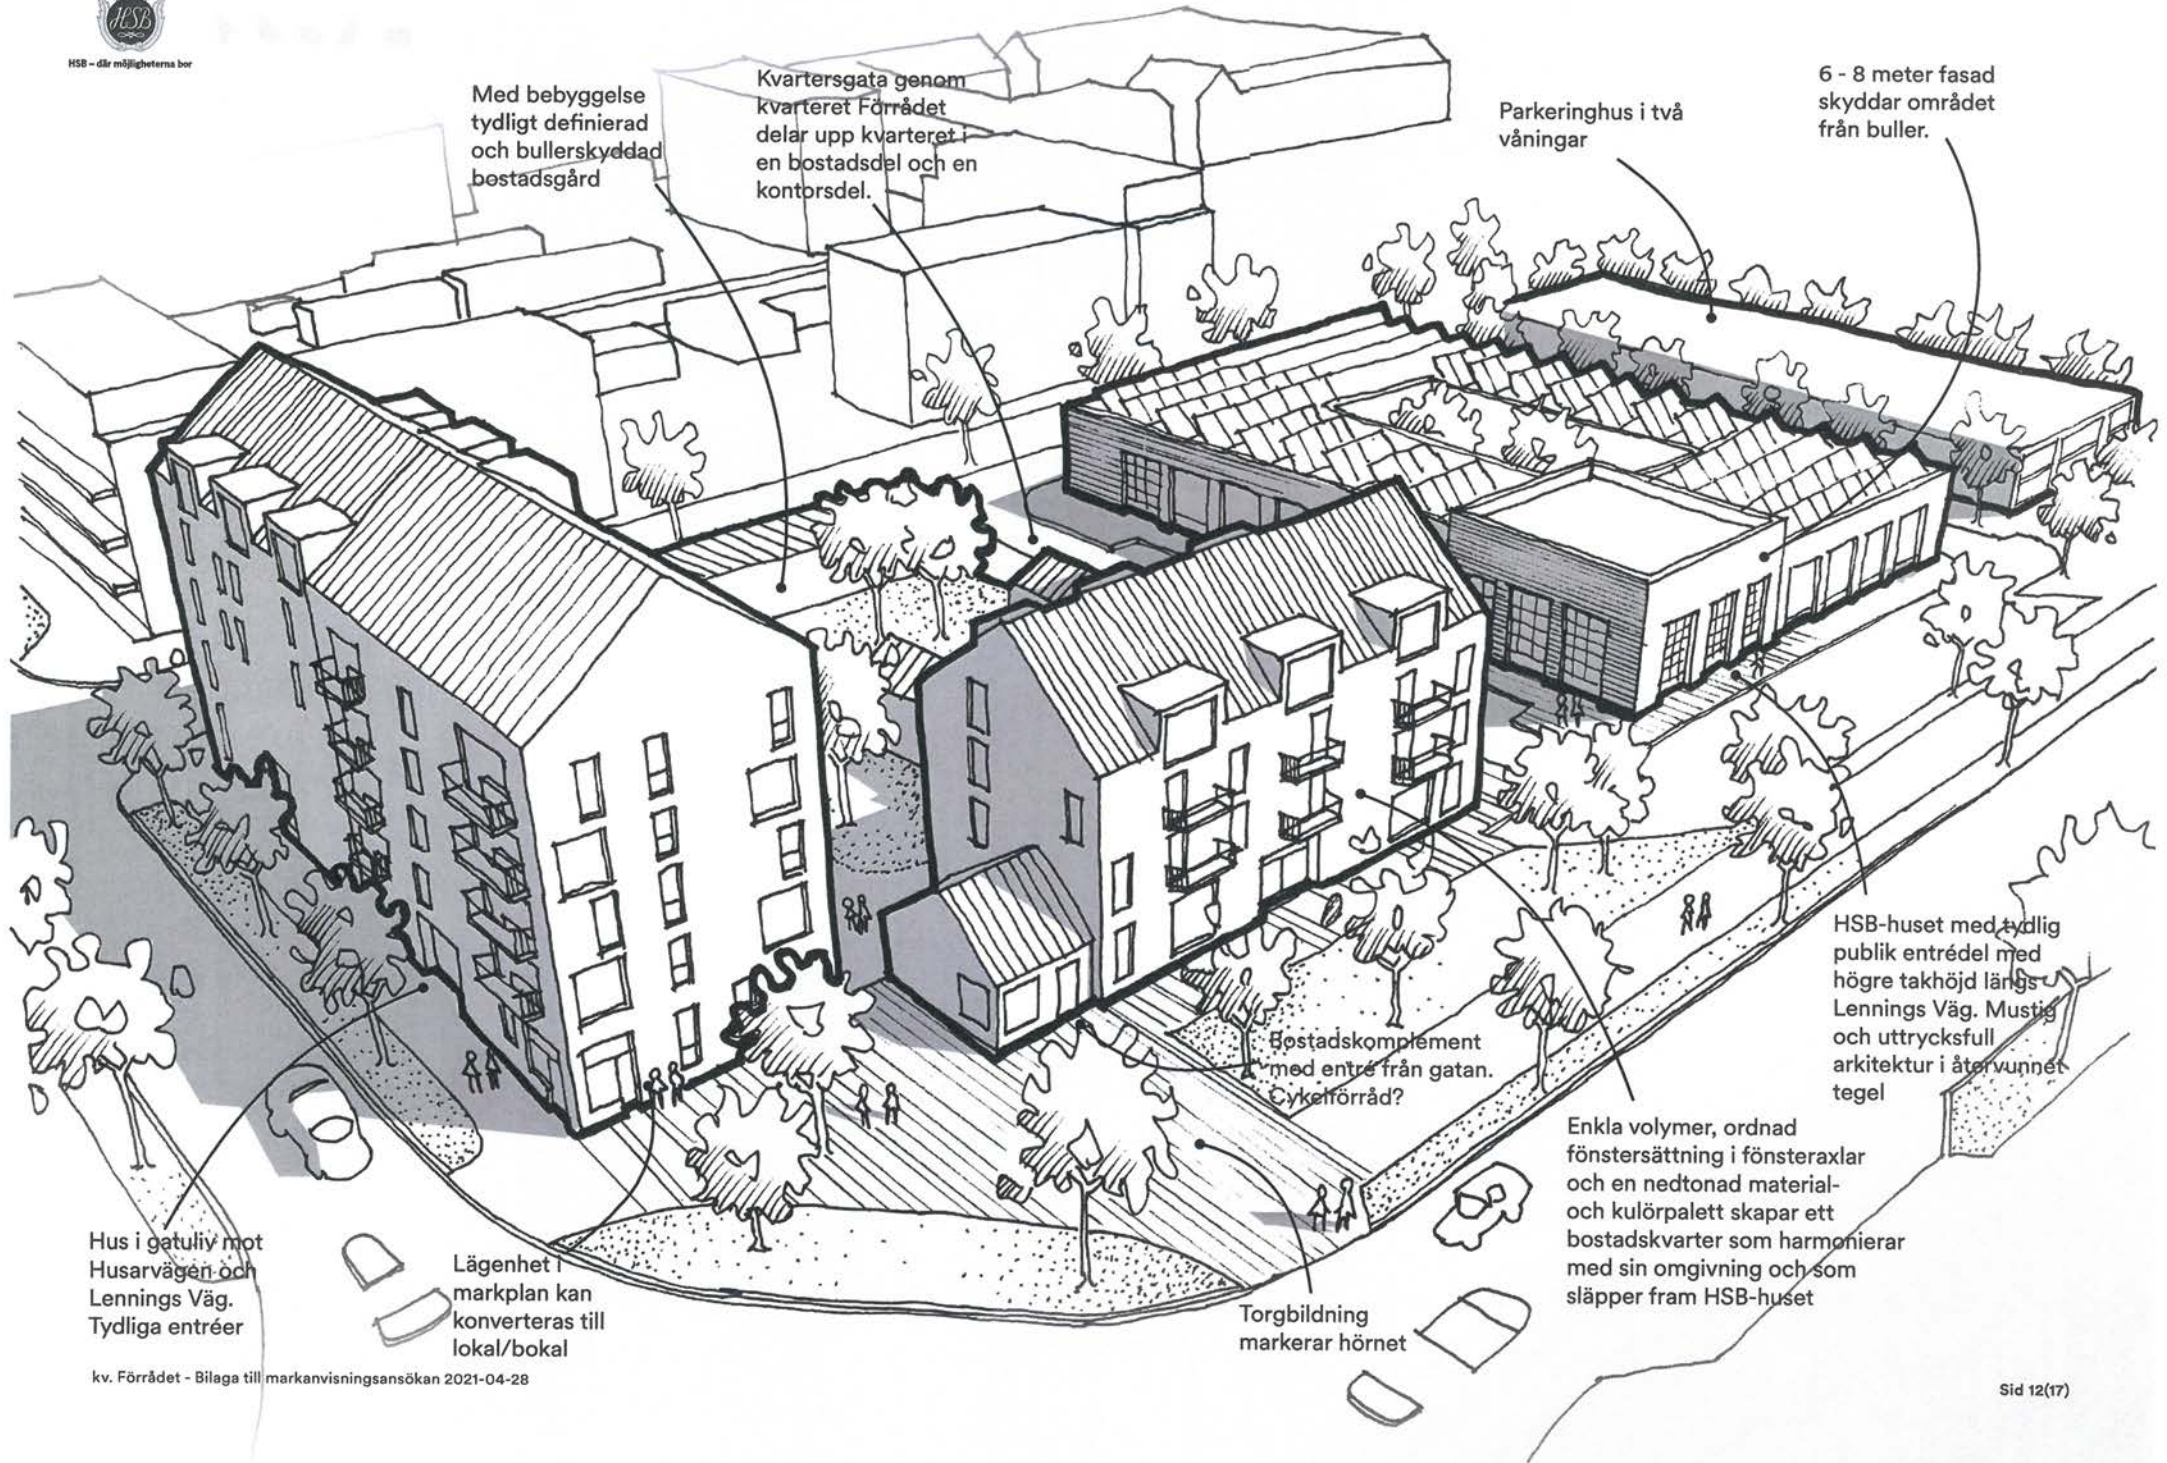 HSB
HSB – där möjligheterna bor
Med bebyggelse
tydligt definierad
och bullerskyddad
bostadsgård
Kvartersgata genom
kvarteret Förrådet
delar upp kvarteret i
en bostadsdel och en
kontorsdel.
Parkeringhus i två
våningar
6 - 8 meter fasad
skyddar området
från buller.
HSB-huset med tydlig
publik entrédel med
högre takhöjd längs
Lennings Väg. Mustig
och uttrycksfull
arkitektur i återvunnet
tegel
Bostadskomplement
med entré från gatan.
Cykelförråd?
Enkla volymer, ordnad
fönstersättning i fönsteraxlar
och en nedtonad material-
och kulörpalett skapar ett
bostadskvarter som harmonierar
med sin omgivning och som
släpper fram HSB-huset
Hus i gatuliv mot
Husarvägen och
Lennings Väg.
Tydliga entréer
Lägenhet i
markplan kan
konverteras till
lokal/bokal
Torgbildning
markerar hörnet
kv. Förrådet - Bilaga till markanvisningsansökan 2021-04-28
Sid 12(17)